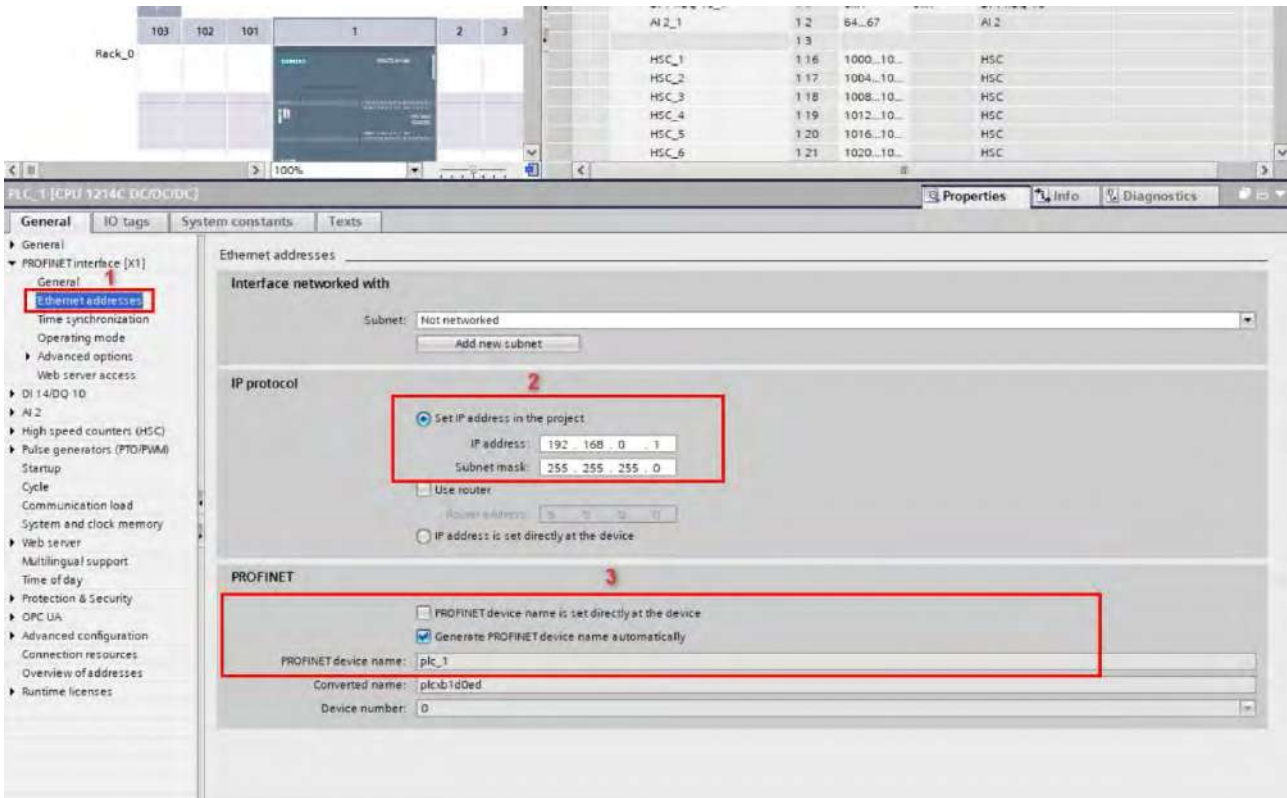 103 102 101 1 2 3
Rack_0
SIEMENS
AI 2_1 1 2 64...67 AI 2
1 3
HSC_1 1 16 1000...10... HSC
HSC_2 1 17 1004...10... HSC
HSC_3 1 18 1008...10... HSC
HSC_4 1 19 1012...10... HSC
HSC_5 1 20 1016...10... HSC
HSC_6 1 21 1020...10... HSC
100%
PLC_1 [CPU 1214C DC/DC/DC]
Properties Info Diagnostics
General IO tags System constants Texts
General
PROFINET interface [X1]
General
1
Ethernet addresses
Time synchronization
Operating mode
Advanced options
Web server access
DI 14/DQ 10
AI 2
High speed counters (HSC)
Pulse generators (PTO/PWM)
Startup
Cycle
Communication load
System and clock memory
Web server
Multilingual support
Time of day
Protection & Security
OPC UA
Advanced configuration
Connection resources
Overview of addresses
Runtime licenses
Ethernet addresses
Interface networked with
Subnet: Not networked
Add new subnet
IP protocol
2
Set IP address in the project
IP address: 192 . 168 . 0 . 1
Subnet mask: 255 . 255 . 255 . 0
Use router
Router address: 0 . 0 . 0 . 0
IP address is set directly at the device
PROFINET
3
PROFINET device name is set directly at the device
Generate PROFINET device name automatically
PROFINET device name: plc_1
Converted name: plcxb1d0ed
Device number: 0